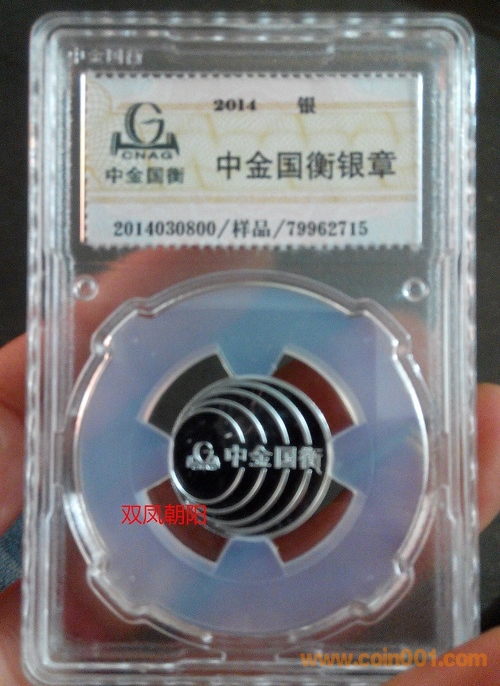 中金国衡
2014 银
G
CNAG
中金国衡
中金国衡银章
2014030800/样品/79962715
G 中金国衡
双凤朝阳
www.coin001.com